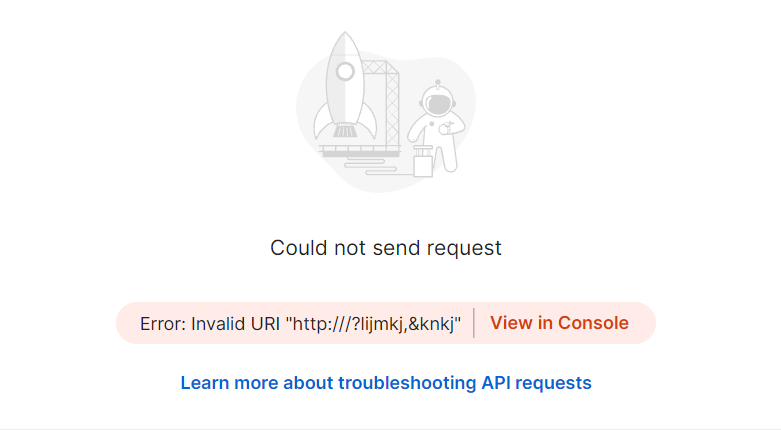 Could not send request
Error: Invalid URI "http:///?lijmkj,&knkj" View in Console
Learn more about troubleshooting API requests